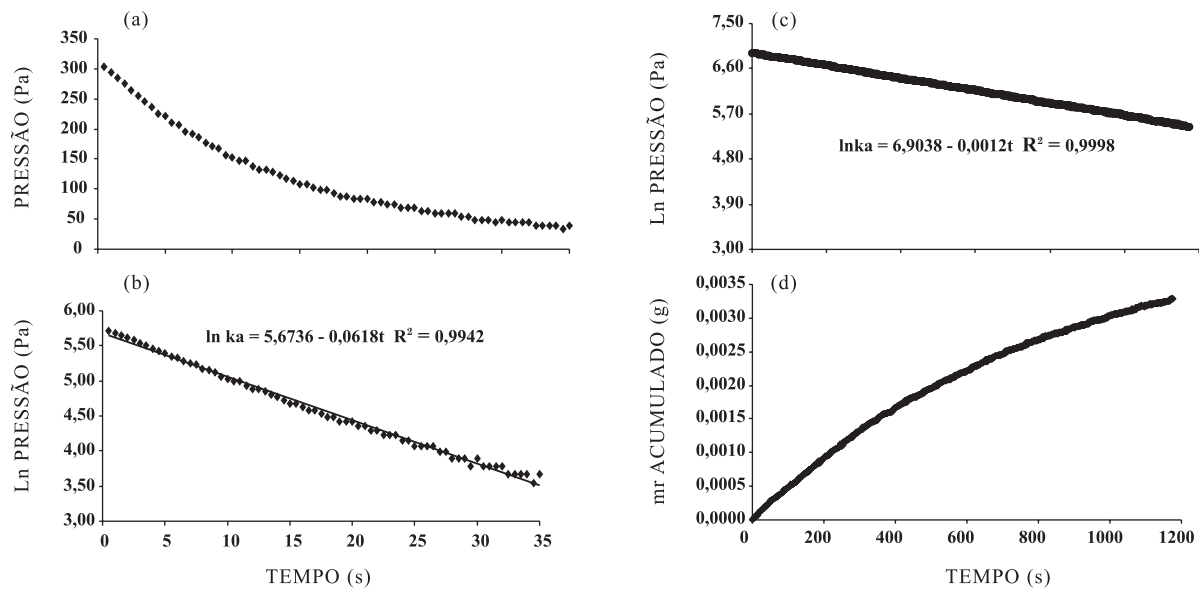 (a)
PRESSÃO (Pa)
350
300
250
200
150
100
50
0
(b)
Ln PRESSÃO (Pa)
6,00
5,50
5,00
4,50
4,00
3,50
3,00
ln ka = 5,6736 - 0,0618t R² = 0,9942
0 5 10 15 20 25 30 35
TEMPO (s)
(c)
Ln PRESSÃO (Pa)
7,50
6,60
5,70
4,80
3,90
3,00
lnka = 6,9038 - 0,0012t R² = 0,9998
(d)
mr ACUMULADO (g)
0,0035
0,0030
0,0025
0,0020
0,0015
0,0010
0,0005
0,0000
0 200 400 600 800 1000 1200
TEMPO (s)